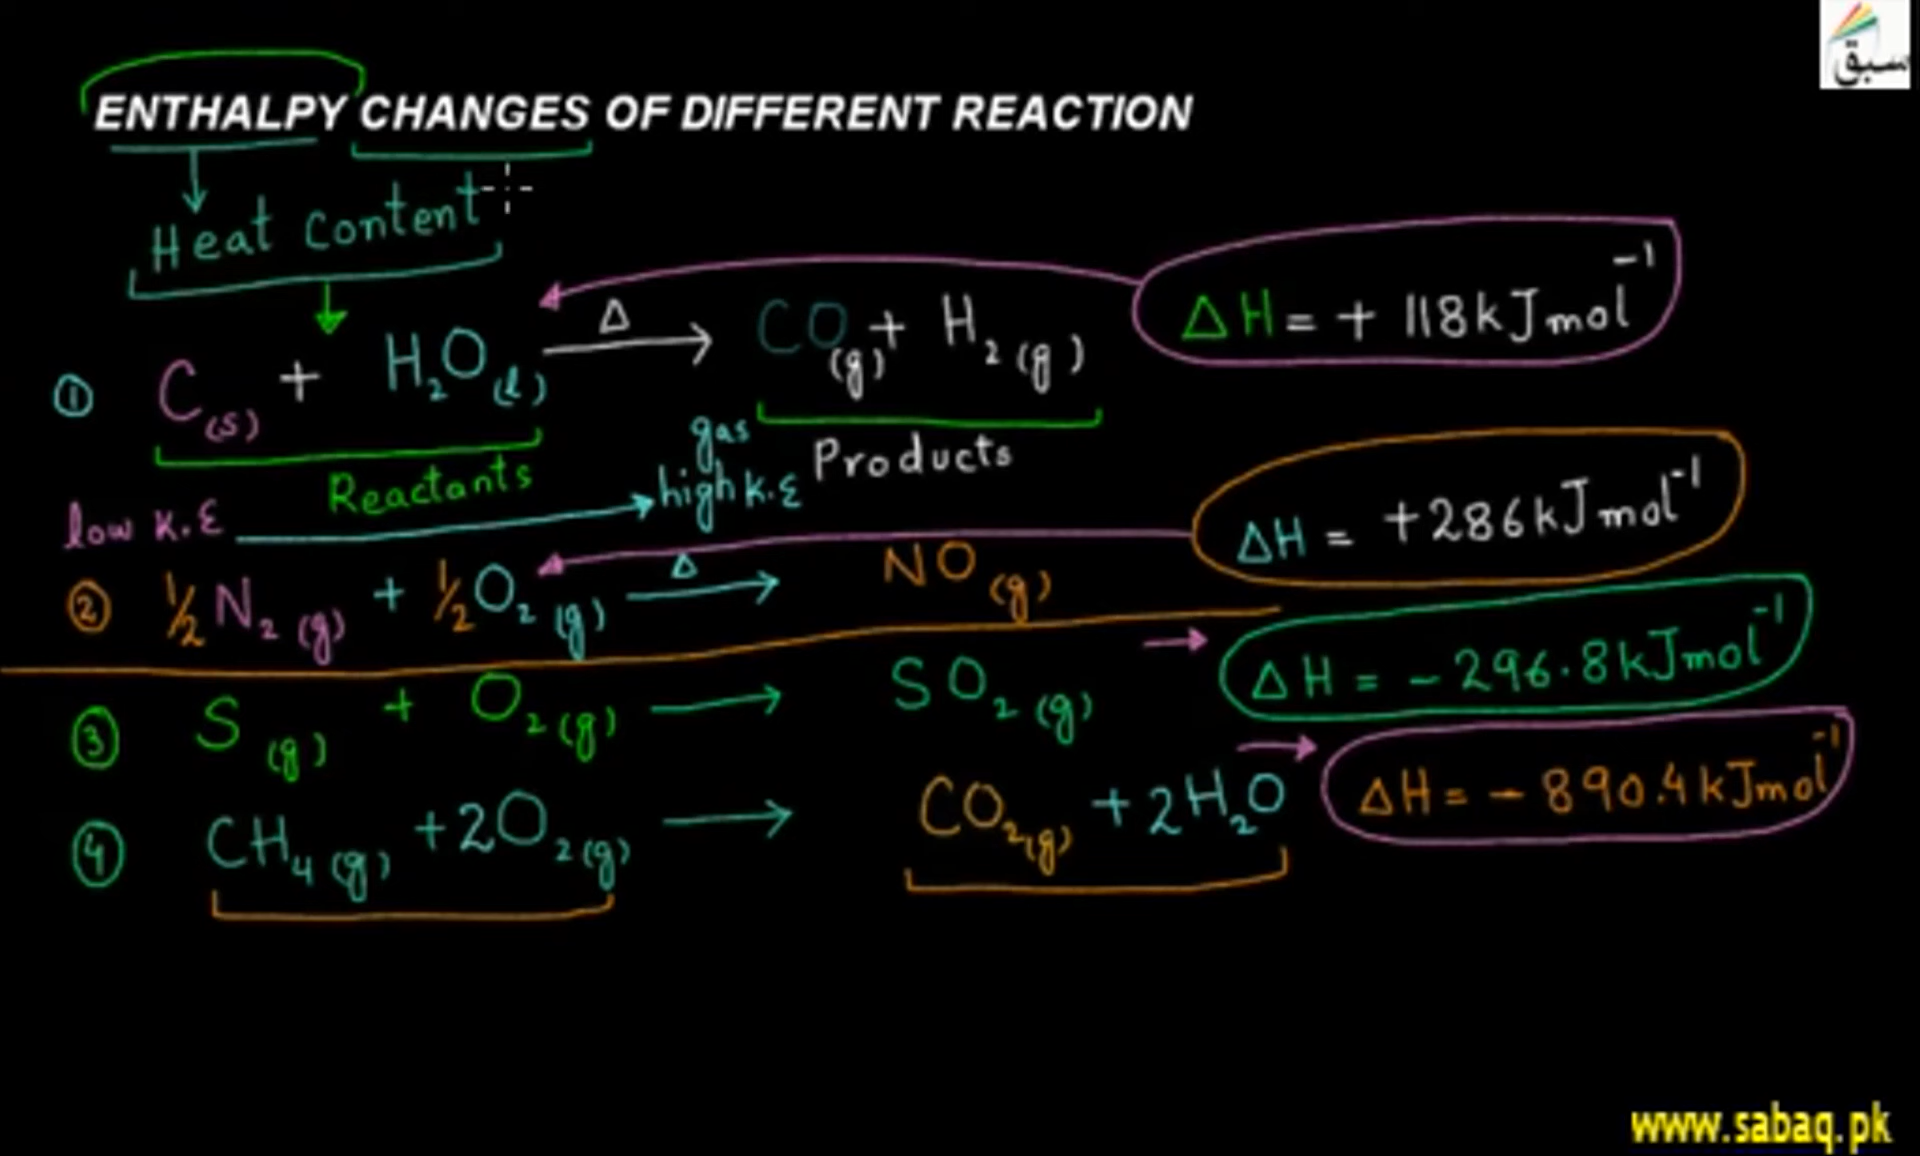 سبق
ENTHALPY CHANGES OF DIFFERENT REACTION
Heat content
① C(s) + H₂O(l) —Δ→ CO(g) + H₂(g) ΔH = + 118kJmol⁻¹
Reactants
Products
low K.E → gas high K.E
② ½N₂(g) + ½O₂(g) —Δ→ NO(g) ΔH = +286kJmol⁻¹
③ S(g) + O₂(g) → SO₂(g) → ΔH = -296.8kJmol⁻¹
④ CH₄(g) + 2O₂(g) → CO₂(g) + 2H₂O → ΔH = -890.4kJmol⁻¹
www.sabaq.pk